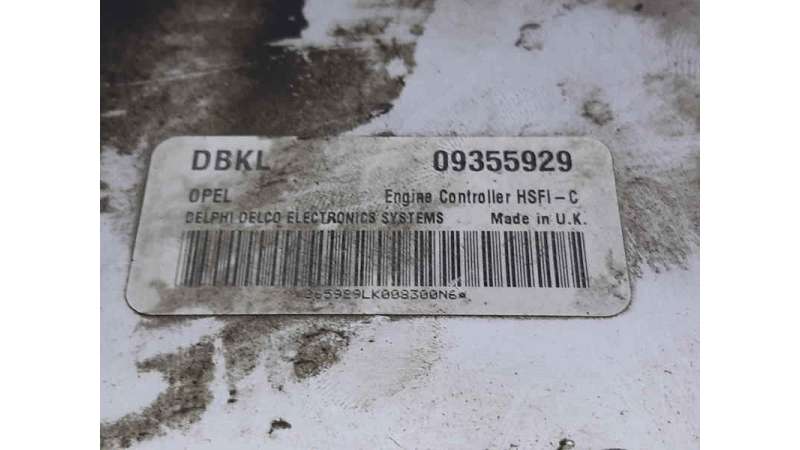 DBKL 09355929
OPEL Engine Controller HSFI-C
DELPHI DELCO ELECTRONICS SYSTEMS Made in U.K.